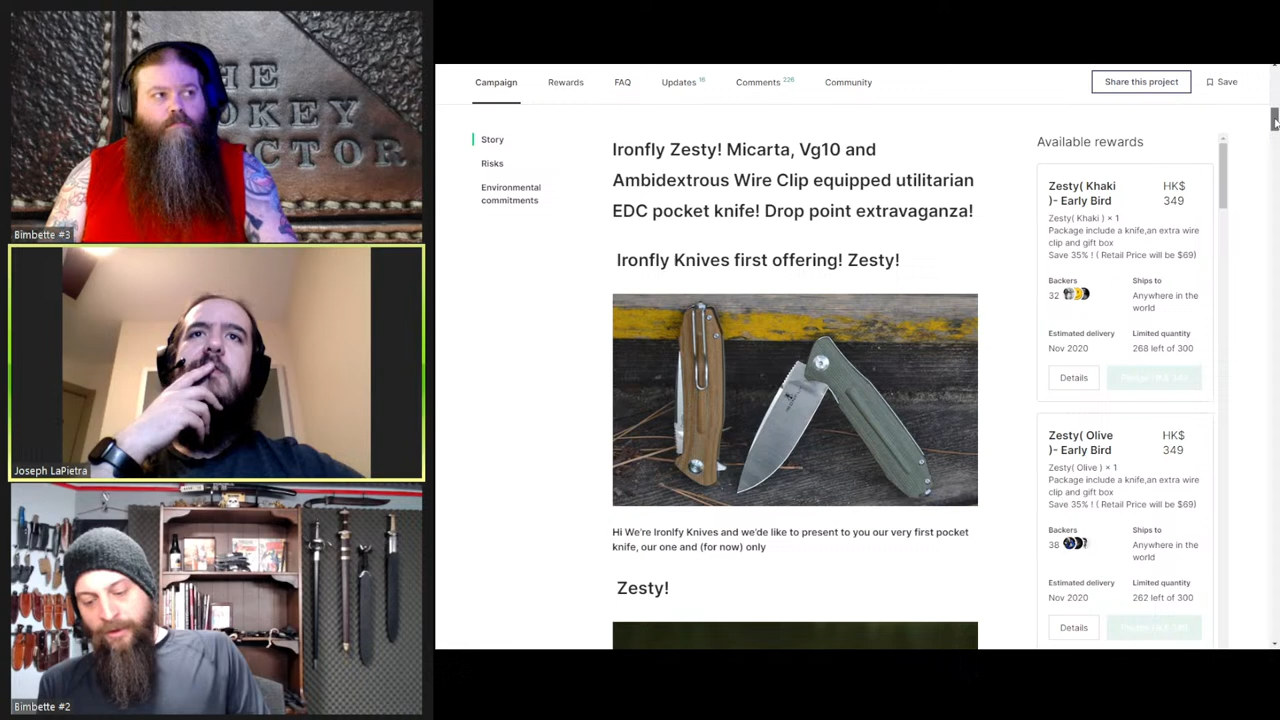 THE
OKEY
CTOR
Bimbette #3
Joseph LaPietra
Bimbette #2
Campaign
Rewards
FAQ
Updates 16
Comments 226
Community
Share this project
Save
Story
Risks
Environmental
commitments
Ironfly Zesty! Micarta, Vg10 and
Ambidextrous Wire Clip equipped utilitarian
EDC pocket knife! Drop point extravaganza!
Ironfly Knives first offering! Zesty!
Hi We're Ironlfy Knives and we'de like to present to you our very first pocket
knife, our one and (for now) only
Zesty!
Available rewards
Zesty( Khaki
)- Early Bird
HK$
349
Zesty( Khaki ) × 1
Package include a knife,an extra wire
clip and gift box
Save 35% ! ( Retail Price will be $69)
Backers
32
Ships to
Anywhere in the
world
Estimated delivery
Nov 2020
Limited quantity
268 left of 300
Details
Zesty( Olive
)- Early Bird
HK$
349
Zesty( Olive ) × 1
Package include a knife,an extra wire
clip and gift box
Save 35% ! ( Retail Price will be $69)
Backers
38
Ships to
Anywhere in the
world
Estimated delivery
Nov 2020
Limited quantity
262 left of 300
Details